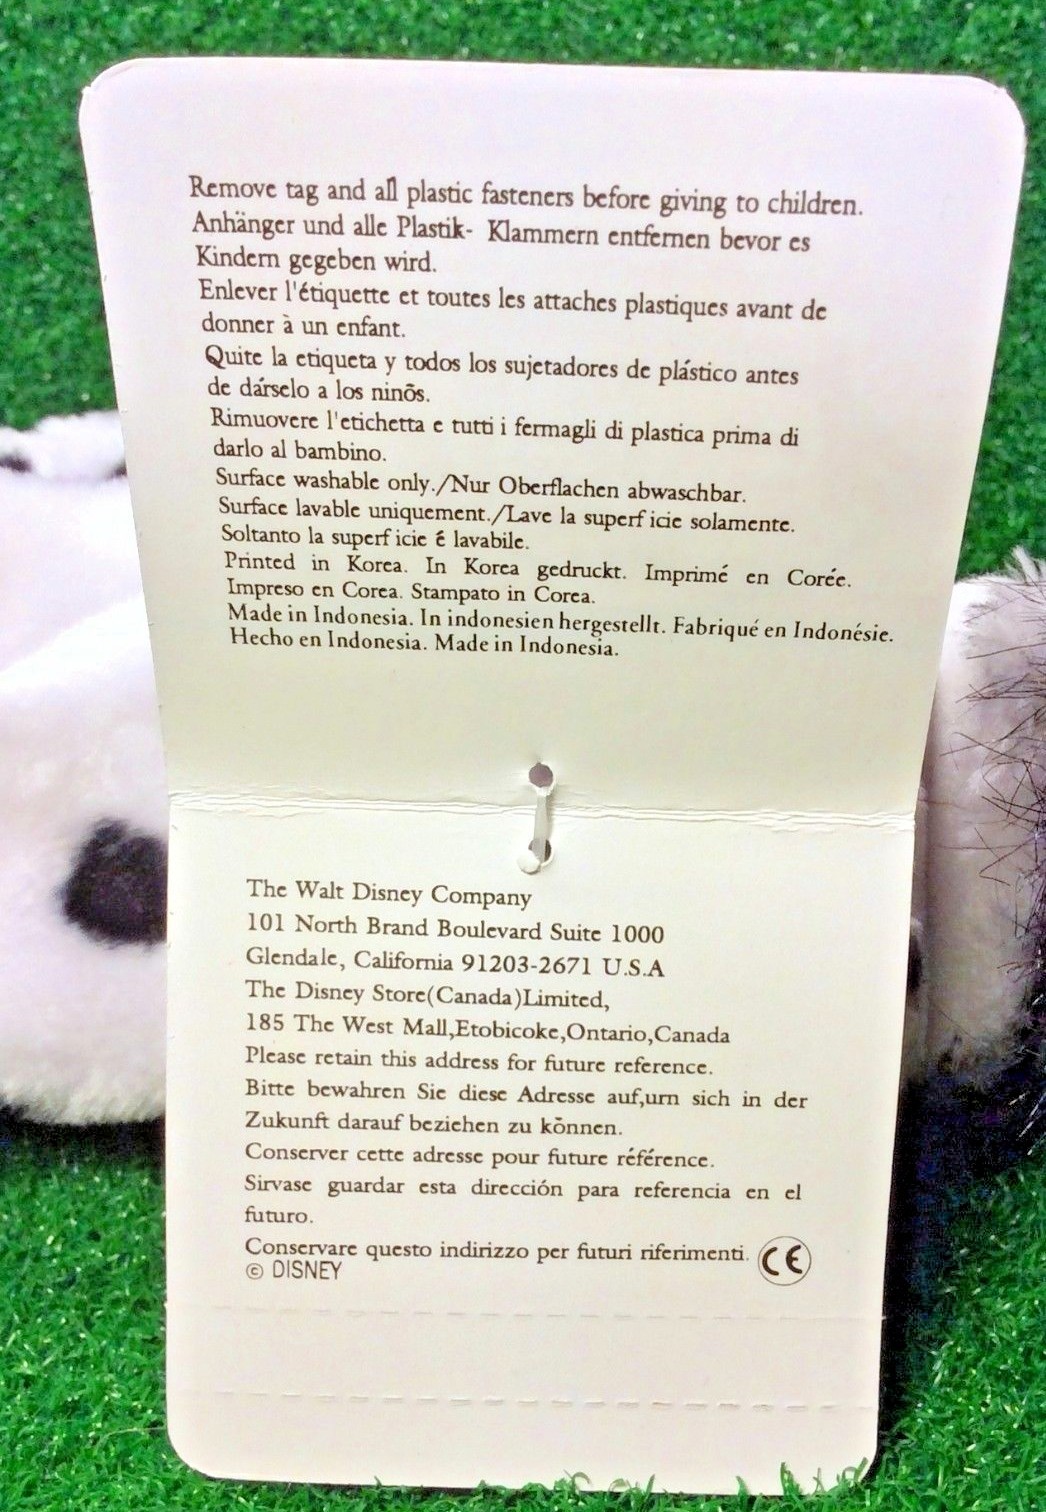 Remove tag and all plastic fasteners before giving to children.
Anhänger und alle Plastik- Klammern entfernen bevor es
Kindern gegeben wird.
Enlever l'étiquette et toutes les attaches plastiques avant de
donner à un enfant.
Quite la etiqueta y todos los sujetadores de plástico antes
de dárselo a los ninõs.
Rimuovere l'etichetta e tutti i fermagli di plastica prima di
darlo al bambino.
Surface washable only./Nur Oberflachen abwaschbar.
Surface lavable uniquement./Lave la superf icie solamente.
Soltanto la superf icie é lavabile.
Printed in Korea. In Korea gedruckt. Imprimé en Corée.
Impreso en Corea. Stampato in Corea.
Made in Indonesia. In indonesien hergestellt. Fabriqué en Indonésie.
Hecho en Indonesia. Made in Indonesia.
The Walt Disney Company
101 North Brand Boulevard Suite 1000
Glendale, California 91203-2671 U.S.A
The Disney Store(Canada)Limited,
185 The West Mall,Etobicoke,Ontario,Canada
Please retain this address for future reference.
Bitte bewahren Sie diese Adresse auf,urn sich in der
Zukunft darauf beziehen zu kõnnen.
Conserver cette adresse pour future référence.
Sirvase guardar esta dirección para referencia en el
futuro.
Conservare questo indirizzo per futuri riferimenti. CE
© DISNEY